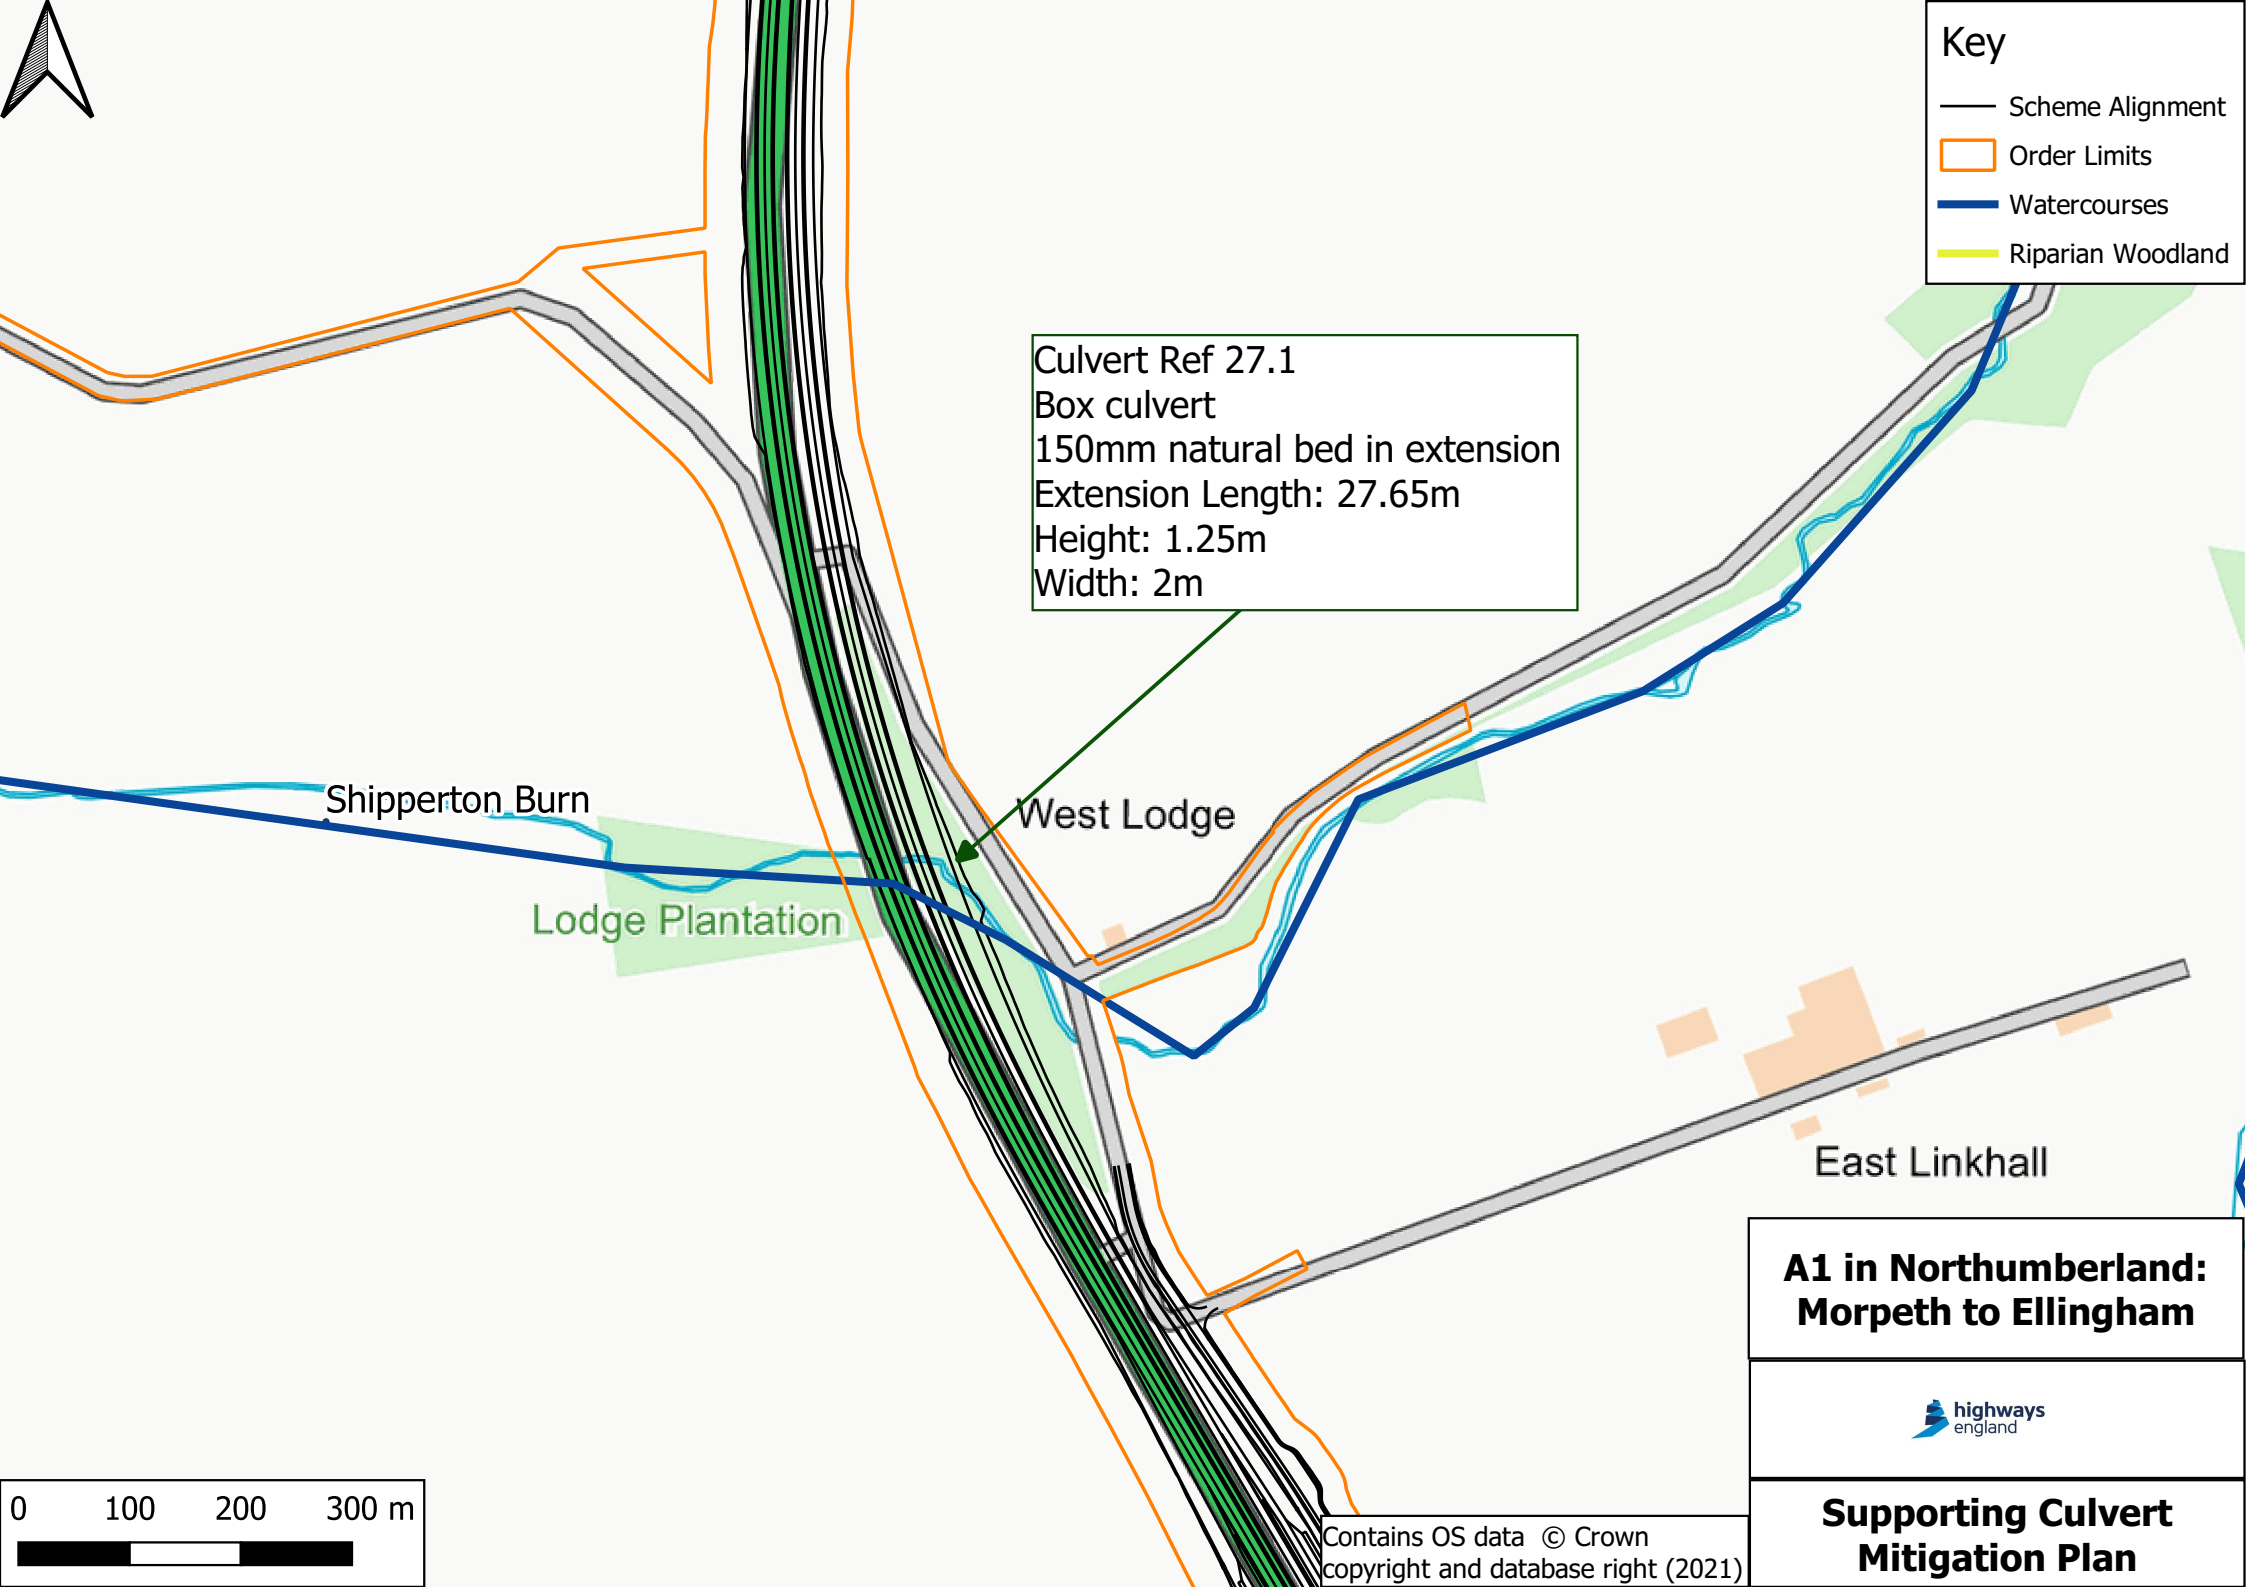 Key
Scheme Alignment
Order Limits
Watercourses
Riparian Woodland
Culvert Ref 27.1
Box culvert
150mm natural bed in extension
Extension Length: 27.65m
Height: 1.25m
Width: 2m
Shipperton Burn
West Lodge
Lodge Plantation
East Linkhall
A1 in Northumberland:
Morpeth to Ellingham
highways
england
Supporting Culvert
Mitigation Plan
0 100 200 300 m
Contains OS data © Crown
copyright and database right (2021)